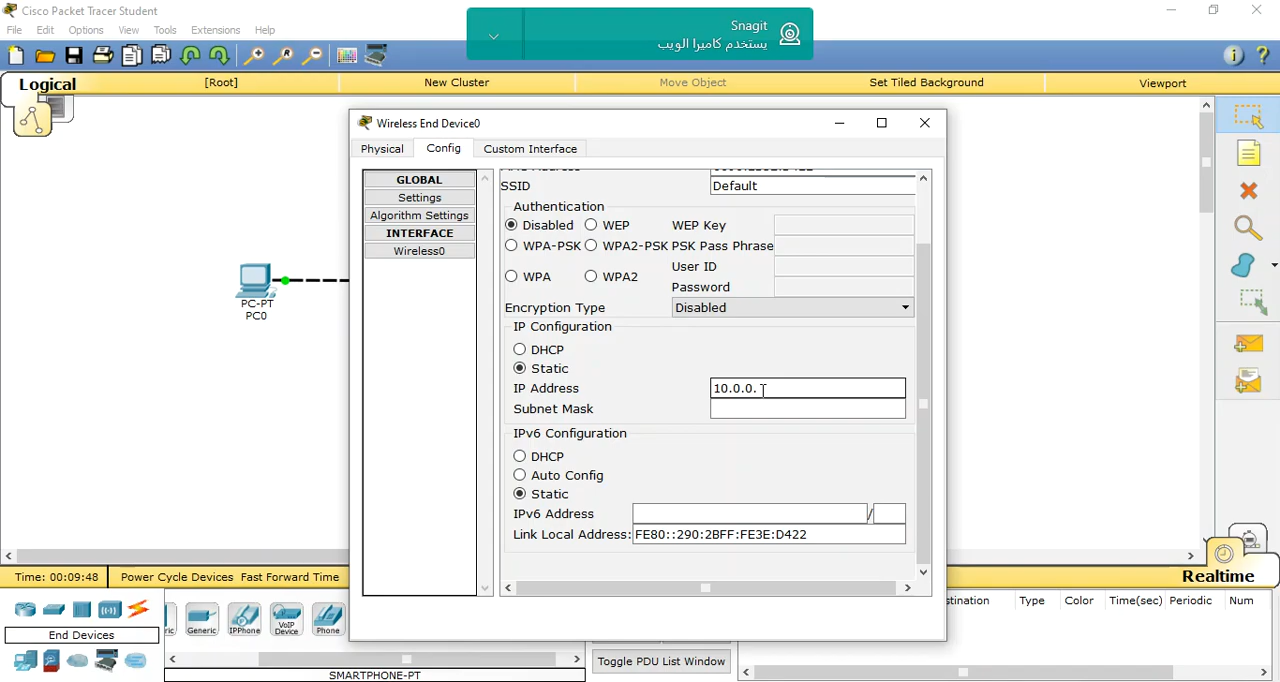 Cisco Packet Tracer Student
File Edit Options View Tools Extensions Help
Snagit
يستخدم كاميرا الويب
Logical [Root] New Cluster Move Object Set Tiled Background Viewport
Wireless End Device0
Physical Config Custom Interface
GLOBAL
Settings
Algorithm Settings
INTERFACE
Wireless0
SSID Default
Authentication
Disabled WEP WEP Key
WPA-PSK WPA2-PSK PSK Pass Phrase
User ID
WPA WPA2
Password
Encryption Type Disabled
IP Configuration
DHCP
Static
IP Address 10.0.0.
Subnet Mask
IPv6 Configuration
DHCP
Auto Config
Static
IPv6 Address /
Link Local Address: FE80::290:2BFF:FE3E:D422
PC-PT
PC0
Time: 00:09:48 Power Cycle Devices Fast Forward Time Realtime
End Devices
Generic IPPhone VoIP Device Phone
SMARTPHONE-PT
Toggle PDU List Window
stination Type Color Time(sec) Periodic Num